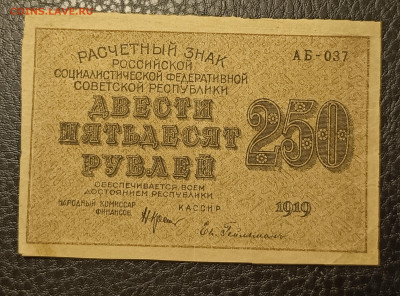 coins.lave.ru
РАСЧЕТНЫЙ ЗНАК
РОССИЙСКОЙ
СОЦИАЛИСТИЧЕСКОЙ ФЕДЕРАТИВНОЙ
СОВЕТСКОЙ РЕСПУБЛИКИ
АБ-037
ДВЕСТИ
ПЯТЬДЕСЯТ
РУБЛЕЙ
250
ОБЕСПЕЧИВАЕТСЯ ВСЕМ
ДОСТОЯНИЕМ РЕСПУБЛИКИ
НАРОДНЫЙ КОМИССАР
ФИНАНСОВ
КАССИР
1919